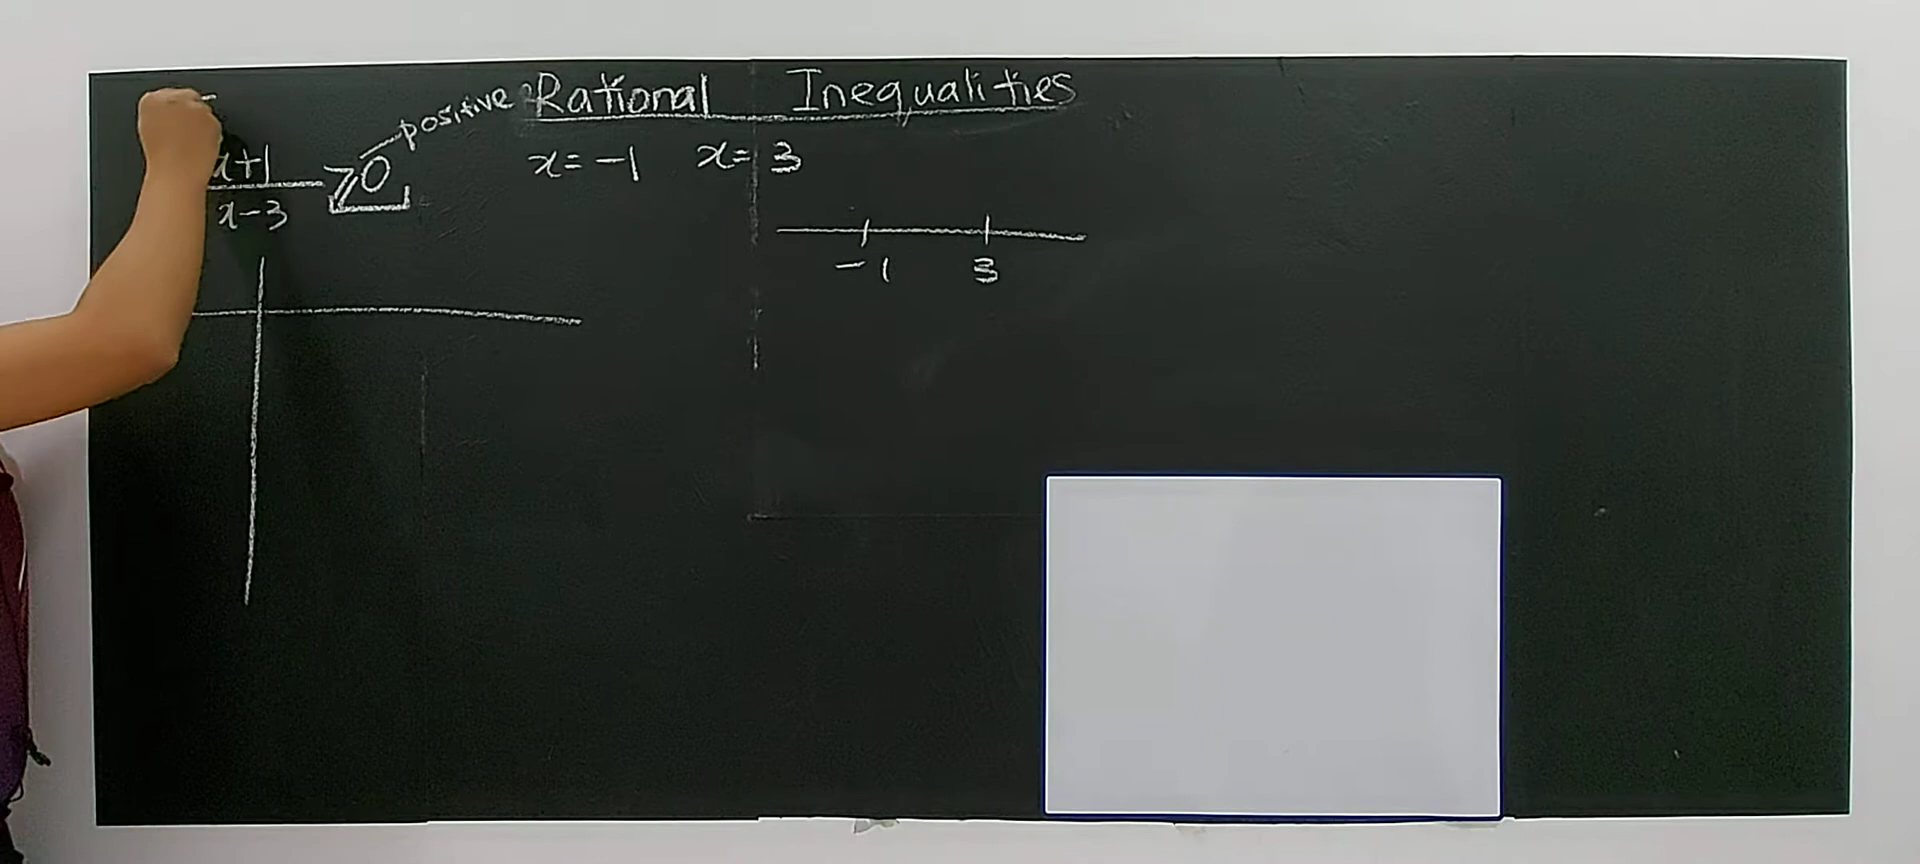 Rational Inequalities
x+1 / x-3 ≥ 0 positive
x = -1 x = 3
-1 3